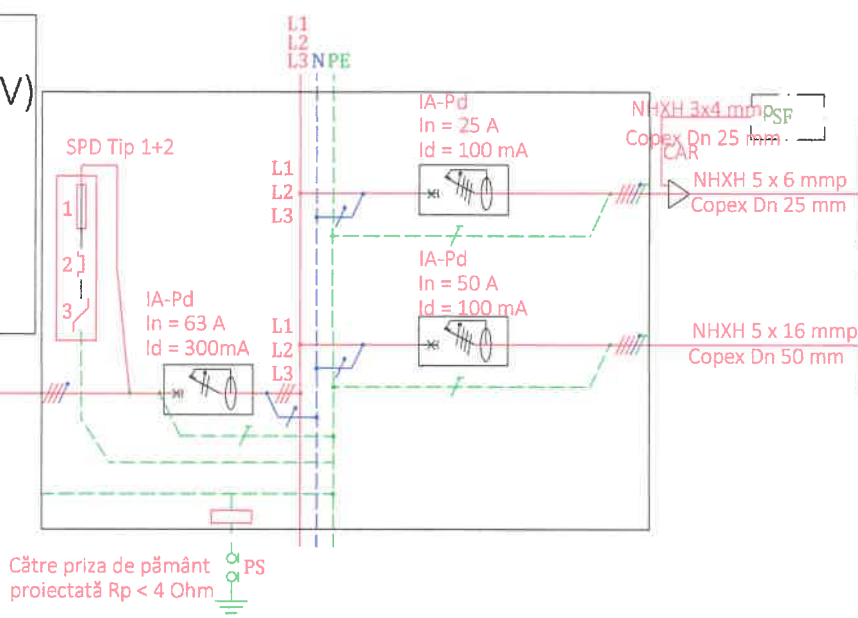 V)
L1
L2
L3 N PE
SPD Tip 1+2
1
2
3
IA-Pd
In = 63 A
Id = 300mA
L1
L2
L3
IA-Pd
In = 25 A
Id = 100 mA
L1
L2
L3
IA-Pd
In = 50 A
Id = 100 mA
NHXH 3x4 mmp
PSF
Copex Dn 25 mm
CAR
NHXH 5 x 6 mmp
Copex Dn 25 mm
NHXH 5 x 16 mmp
Copex Dn 50 mm
Către priza de pământ
proiectată Rp < 4 Ohm
PS